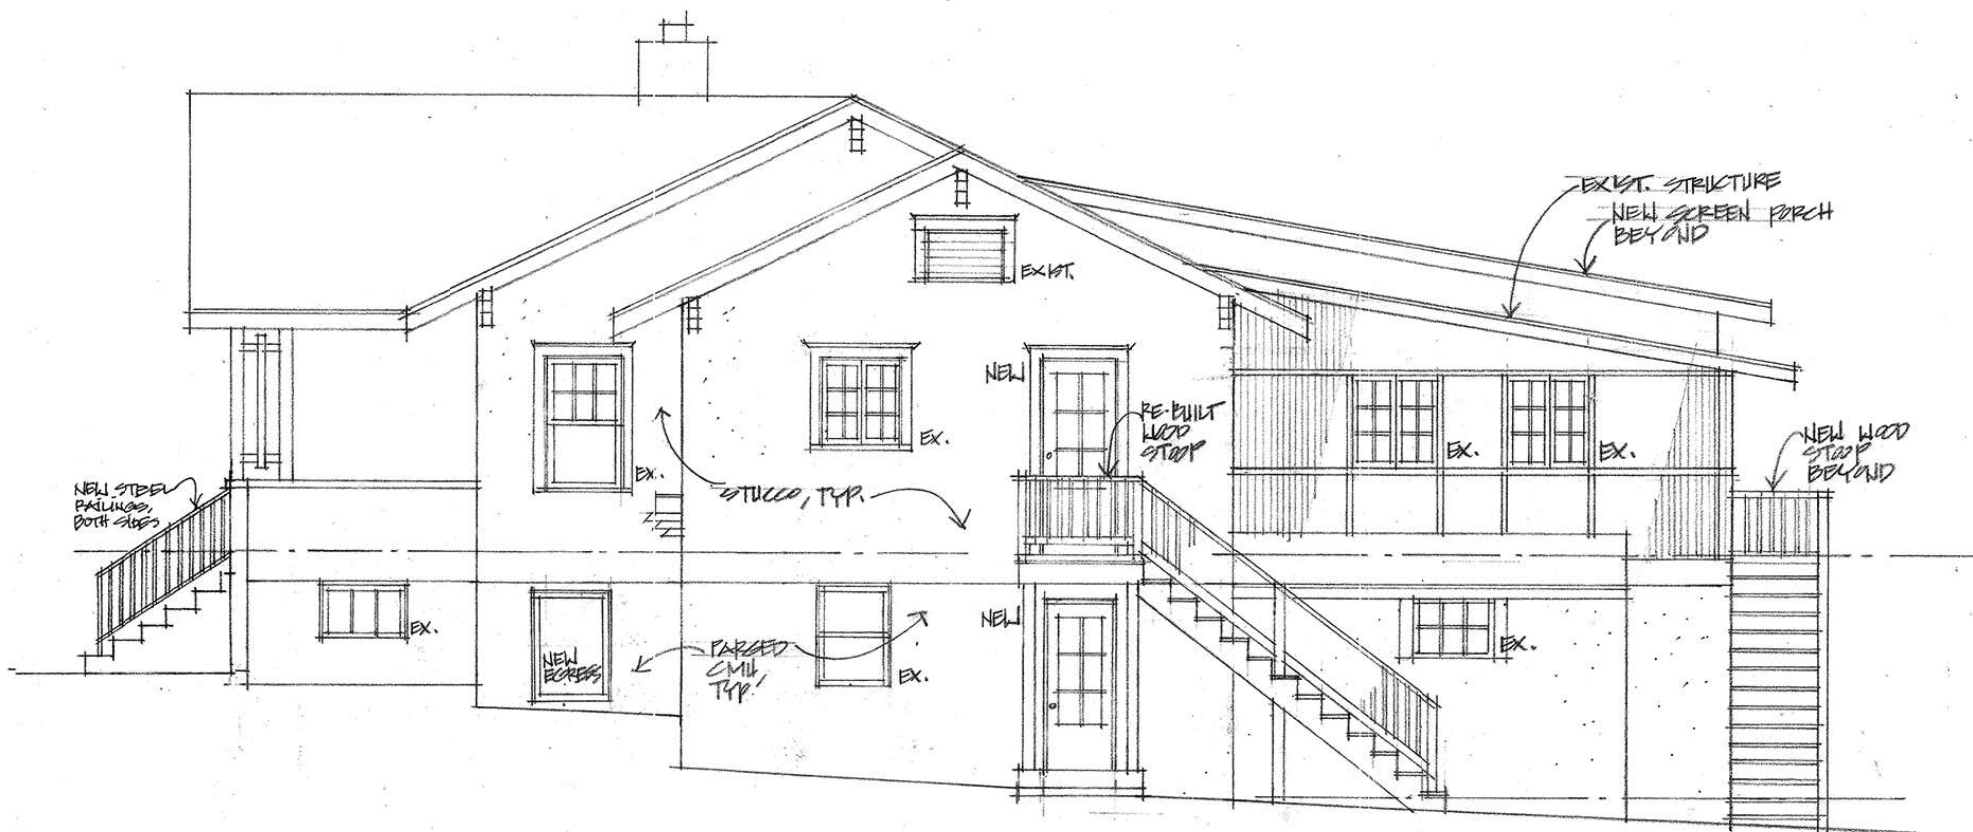 EXIST. STRUCTURE
NEW SCREEN PORCH
BEYOND
EXIST.
NEW
RE-BUILT
WOOD
STOOP
EX.
EX.
EX.
EX.
NEW WOOD
STOOP
BEYOND
NEW STEEL
RAILINGS,
BOTH SIDES
STUCCO, TYP.
EX.
NEW
EGRESS
PARGED
CMU
TYP.
EX.
NEW
EX.